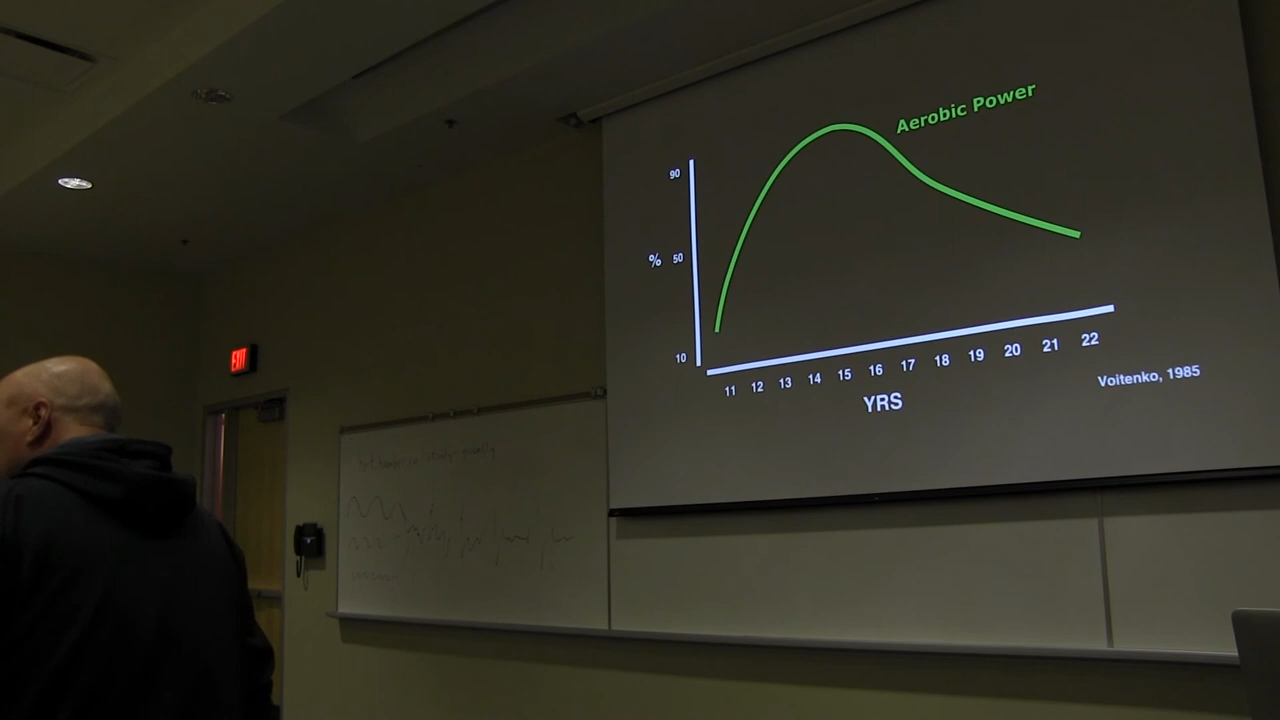 Aerobic Power
90
% 50
10
11 12 13 14 15 16 17 18 19 20 21 22
YRS
Voitenko, 1985
EXIT